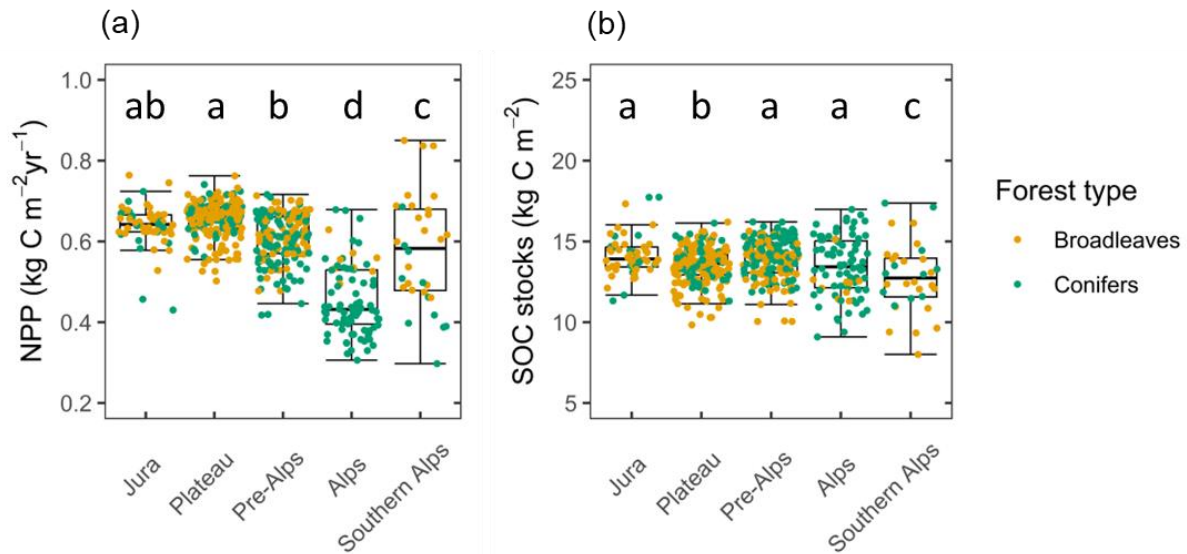 (a)
NPP (kg C m⁻²yr⁻¹)
1.0
0.8
0.6
0.4
0.2
ab a b d c
Jura
Plateau
Pre-Alps
Alps
Southern Alps
(b)
SOC stocks (kg C m⁻²)
25
20
15
10
5
a b a a c
Jura
Plateau
Pre-Alps
Alps
Southern Alps
Forest type
Broadleaves
Conifers